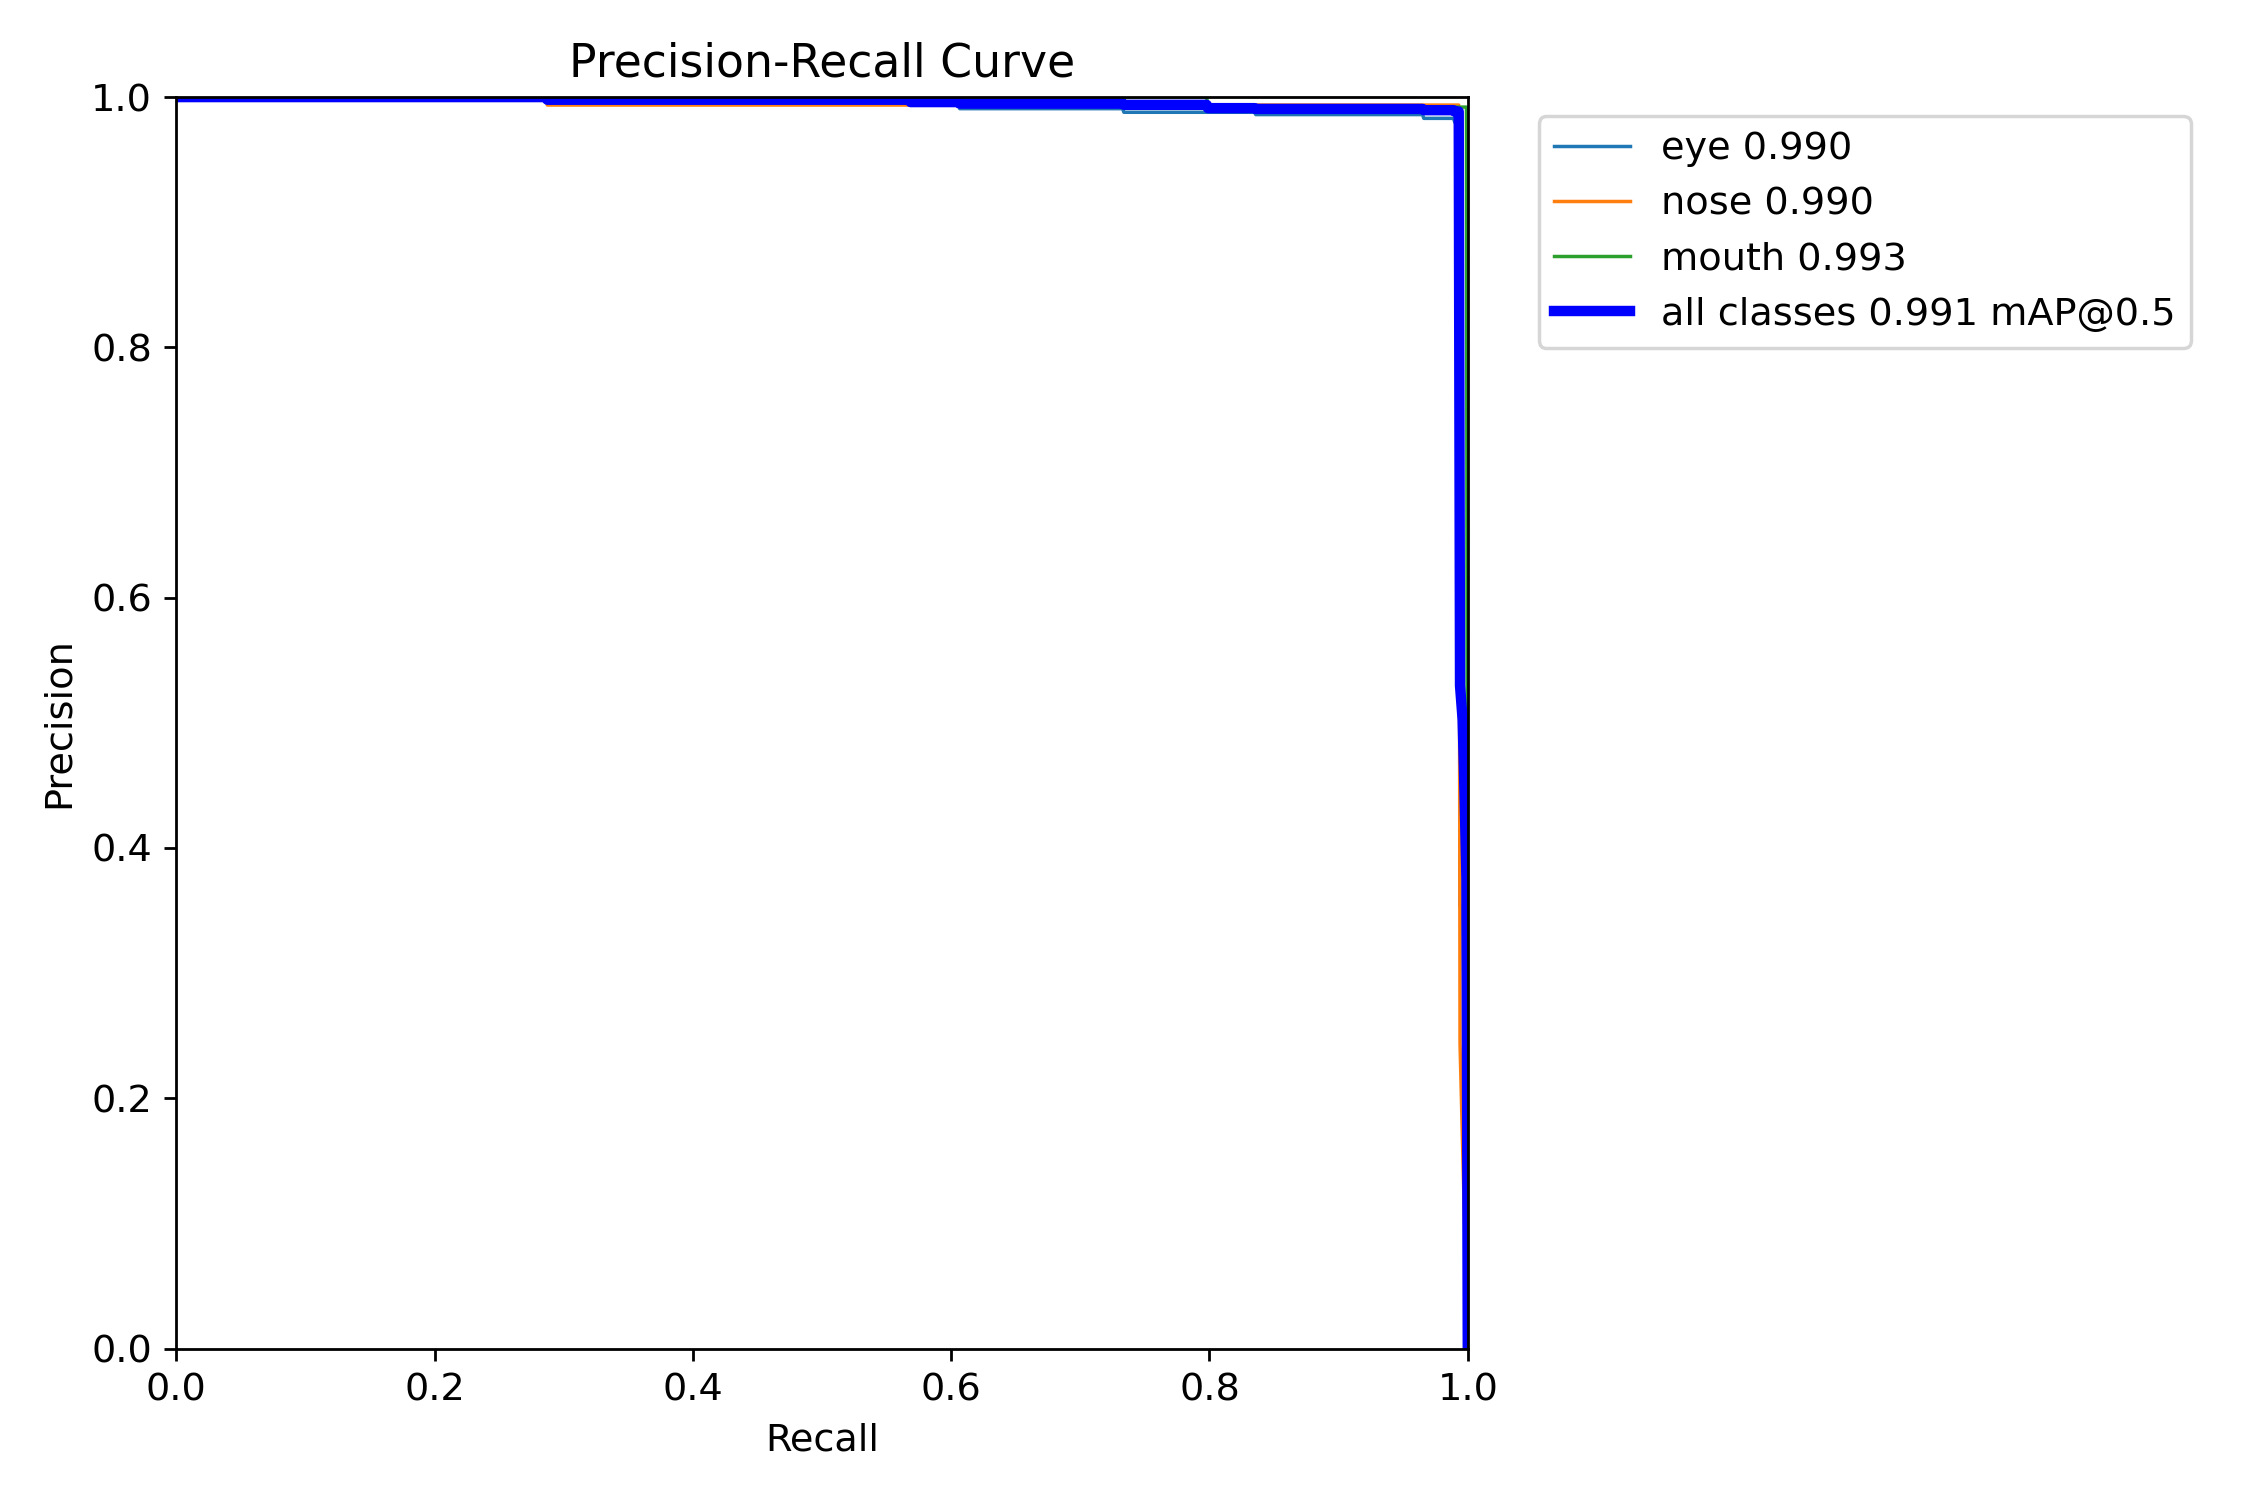 Precision-Recall Curve
1.0
0.8
0.6
0.4
0.2
0.0
Precision
0.0 0.2 0.4 0.6 0.8 1.0
Recall
eye 0.990
nose 0.990
mouth 0.993
all classes 0.991 mAP@0.5